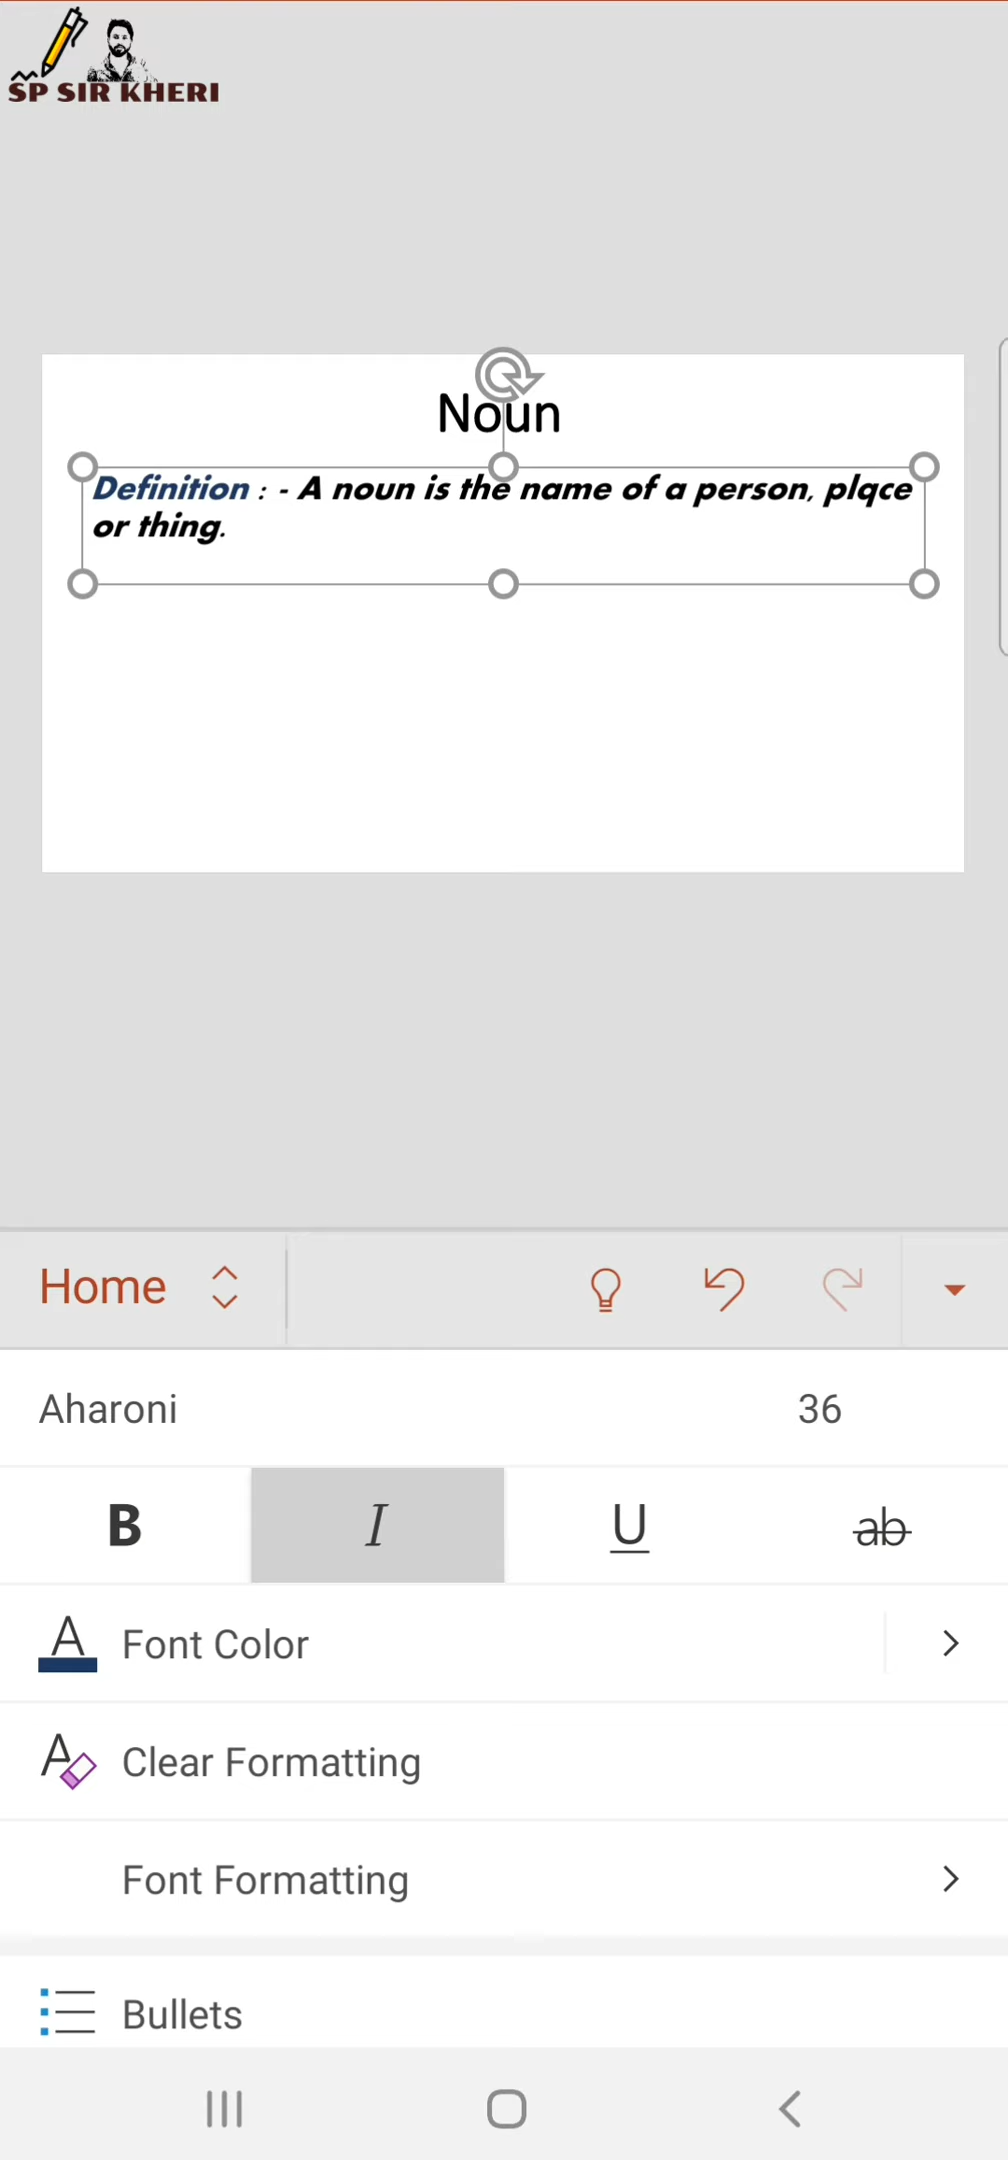 SP SIR KHERI
Noun
Definition : - A noun is the name of a person, plqce
or thing.
Home
Aharoni 36
B I U ab
A Font Color
A Clear Formatting
Font Formatting
Bullets